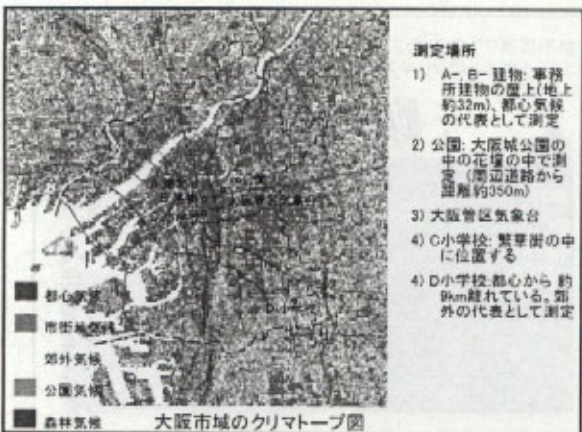 測定場所
1) A-, B- 建物: 事務
所建物の屋上(地上
約32m)、都心気候
の代表として測定
2) 公園: 大阪城公園の
中の花壇の中で測
定 (周辺道路から
距離約350m)
3) 大阪管区気象台
4) C小学校: 繁華街の中
に位置する
4) D小学校:都心から 約
9km離れている。郊
外の代表として測定
都心気候
市街地気候
郊外気候
公園気候
森林気候
大阪市域のクリマトープ図